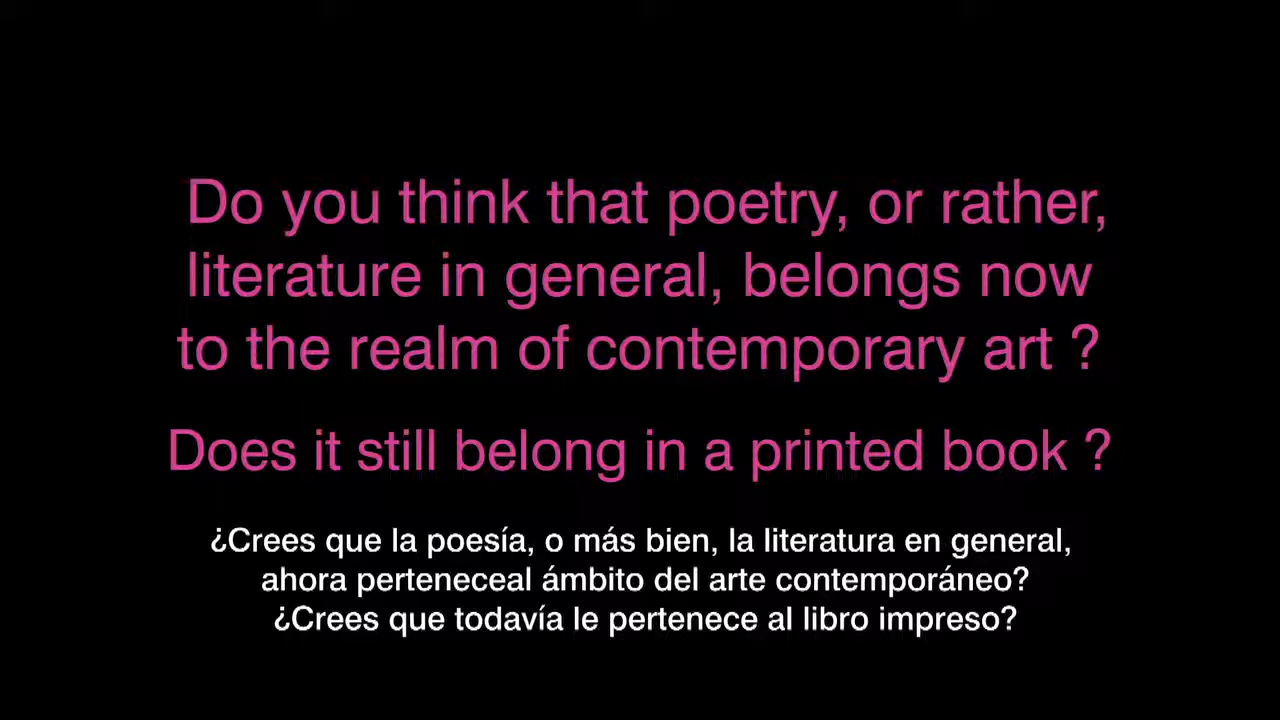 Do you think that poetry, or rather,
literature in general, belongs now
to the realm of contemporary art ?
Does it still belong in a printed book ?
¿Crees que la poesía, o más bien, la literatura en general,
ahora perteneceal ámbito del arte contemporáneo?
¿Crees que todavía le pertenece al libro impreso?